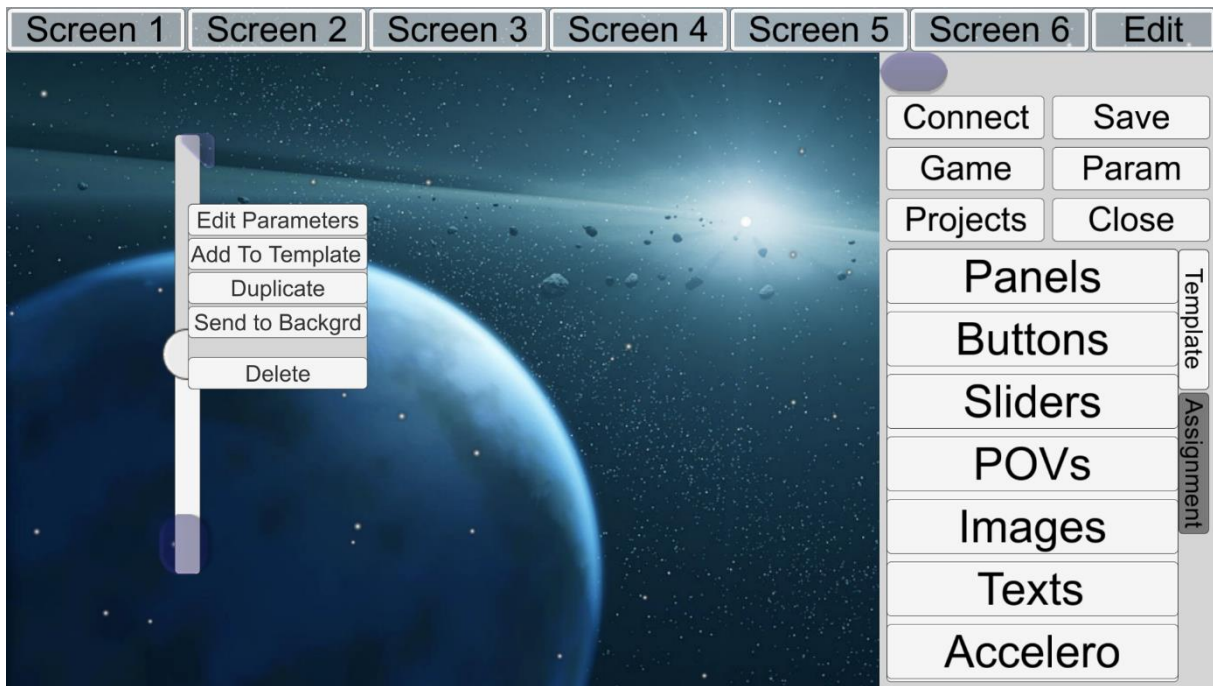 Screen 1 Screen 2 Screen 3 Screen 4 Screen 5 Screen 6 Edit
Connect Save
Game Param
Projects Close
Edit Parameters
Add To Template
Duplicate
Send to Backgrd
Delete
Panels
Buttons
Sliders
POVs
Images
Texts
Accelero
Template
Assignment